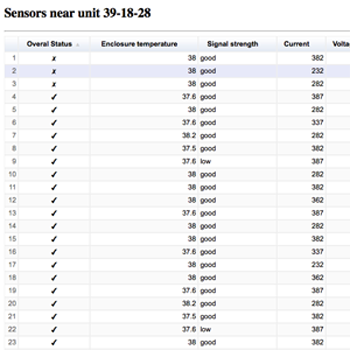 Sensors near unit 39-18-28
Overal Status Enclosure temperature Signal strength Current Volta
1 ✗ 38 good 382
2 ✗ 38 good 232
3 ✗ 38 good 282
4 ✓ 37.6 good 387
5 ✓ 38 good 282
6 ✓ 37.6 good 337
7 ✓ 38.2 good 282
8 ✓ 37.5 good 382
9 ✓ 37.6 low 387
10 ✓ 38 good 282
11 ✓ 38 good 382
12 ✓ 38 good 362
13 ✓ 37.6 good 387
14 ✓ 38 good 282
15 ✓ 38 good 382
16 ✓ 37.6 good 337
17 ✓ 38 good 232
18 ✓ 38 good 362
19 ✓ 37.6 good 387
20 ✓ 38.2 good 282
21 ✓ 37.5 good 382
22 ✓ 37.6 low 387
23 ✓ 38 good 382